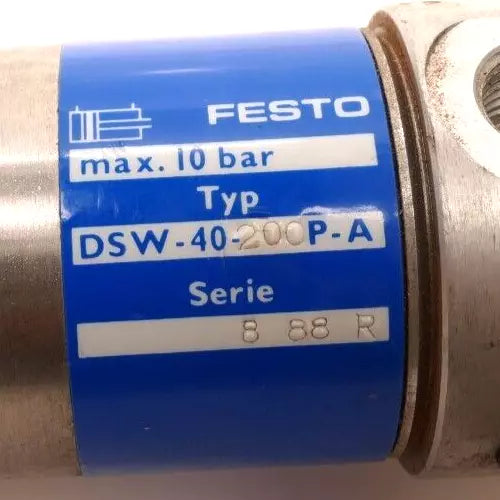 FESTO
max. 10 bar
Typ
DSW-40-200P-A
Serie
8 88 R